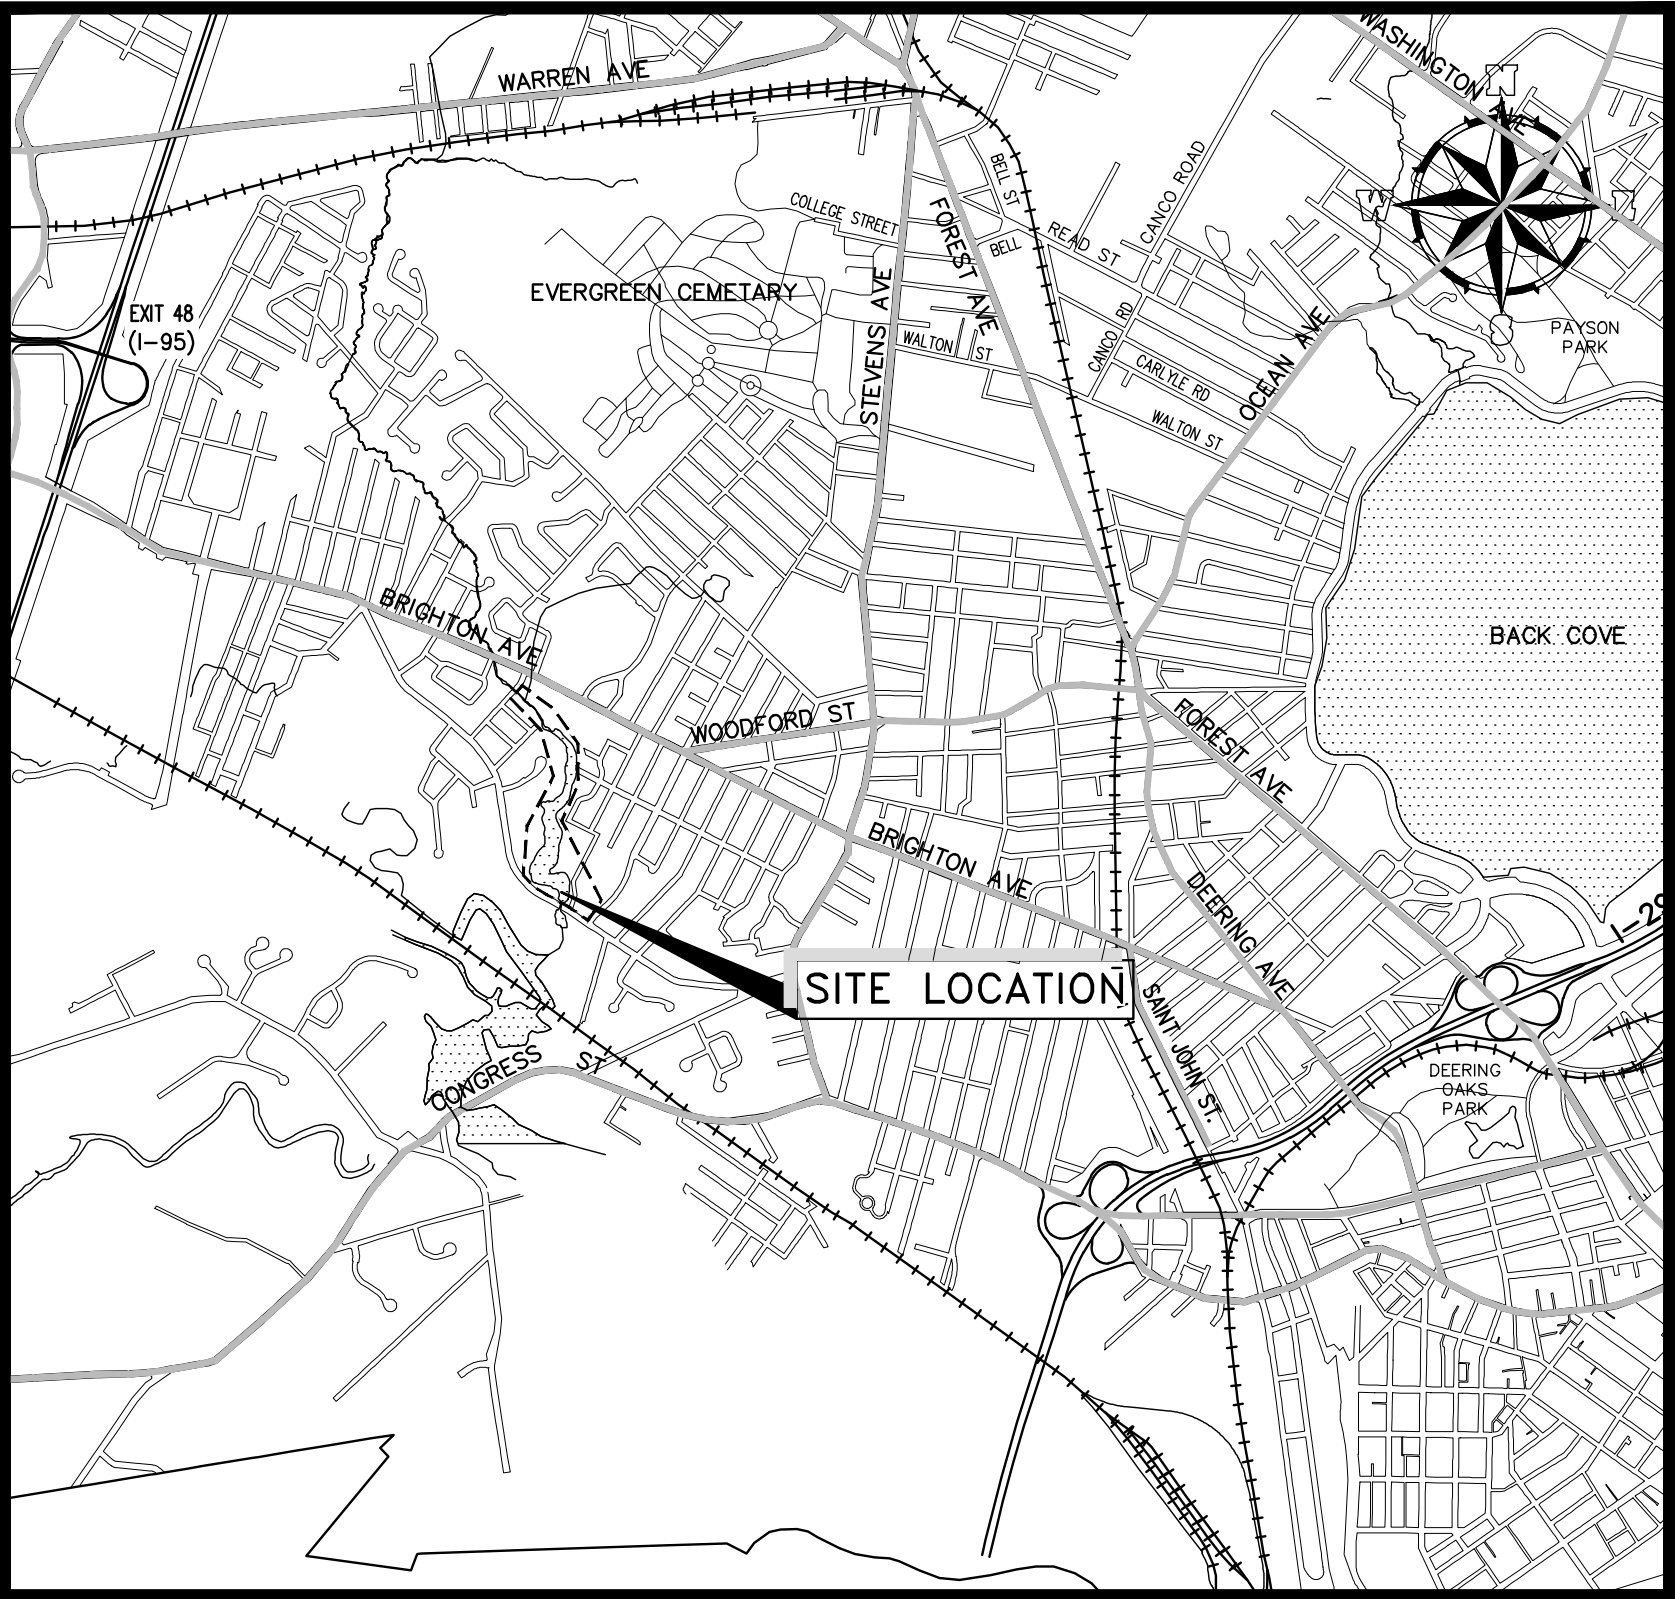 WASHINGTON AVE
WARREN AVE
N
W
BELL ST
CANCO ROAD
COLLEGE STREET
FOREST AVE
READ ST
BELL
EVERGREEN CEMETARY
STEVENS AVE
EXIT 48
(I-95)
WALTON ST
CANCO RD
CARLYLE RD
OCEAN AVE
PAYSON
PARK
WALTON ST
BRIGHTON AVE
BACK COVE
WOODFORD ST
FOREST AVE
BRIGHTON AVE
DEERING AVE
SITE LOCATION
SAINT JOHN ST.
CONGRESS ST
DEERING
OAKS
PARK